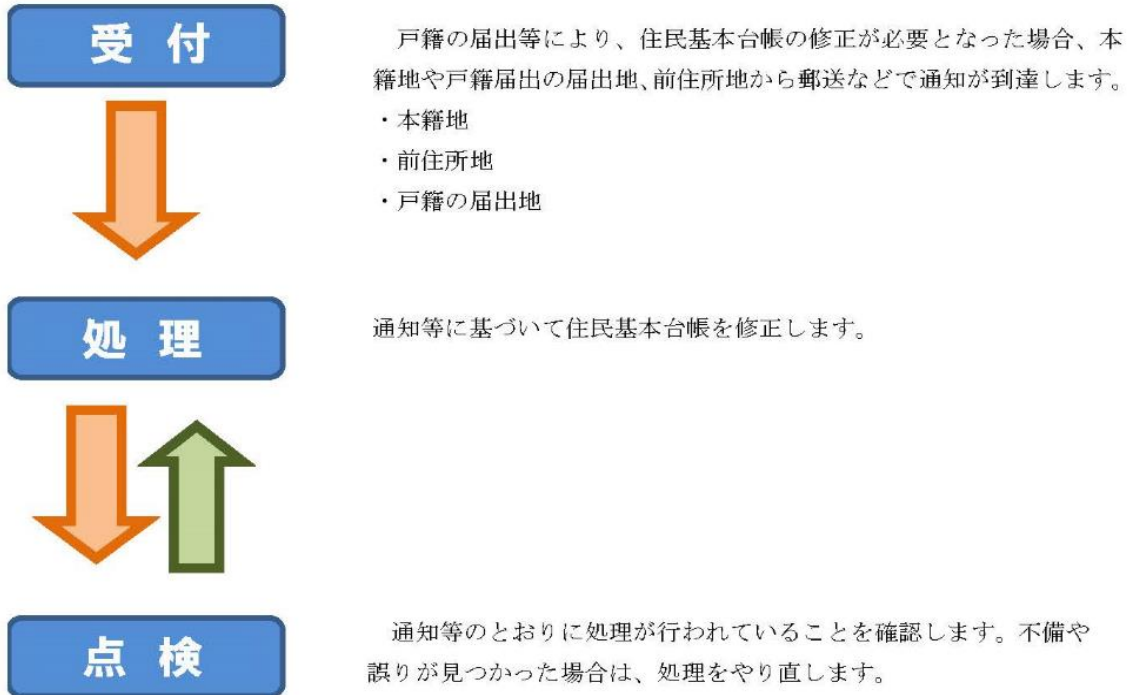 受 付
戸籍の届出等により、住民基本台帳の修正が必要となった場合、本
籍地や戸籍届出の届出地、前住所地から郵送などで通知が到達します。
・本籍地
・前住所地
・戸籍の届出地
処 理
通知等に基づいて住民基本台帳を修正します。
点 検
通知等のとおりに処理が行われていることを確認します。不備や
誤りが見つかった場合は、処理をやり直します。